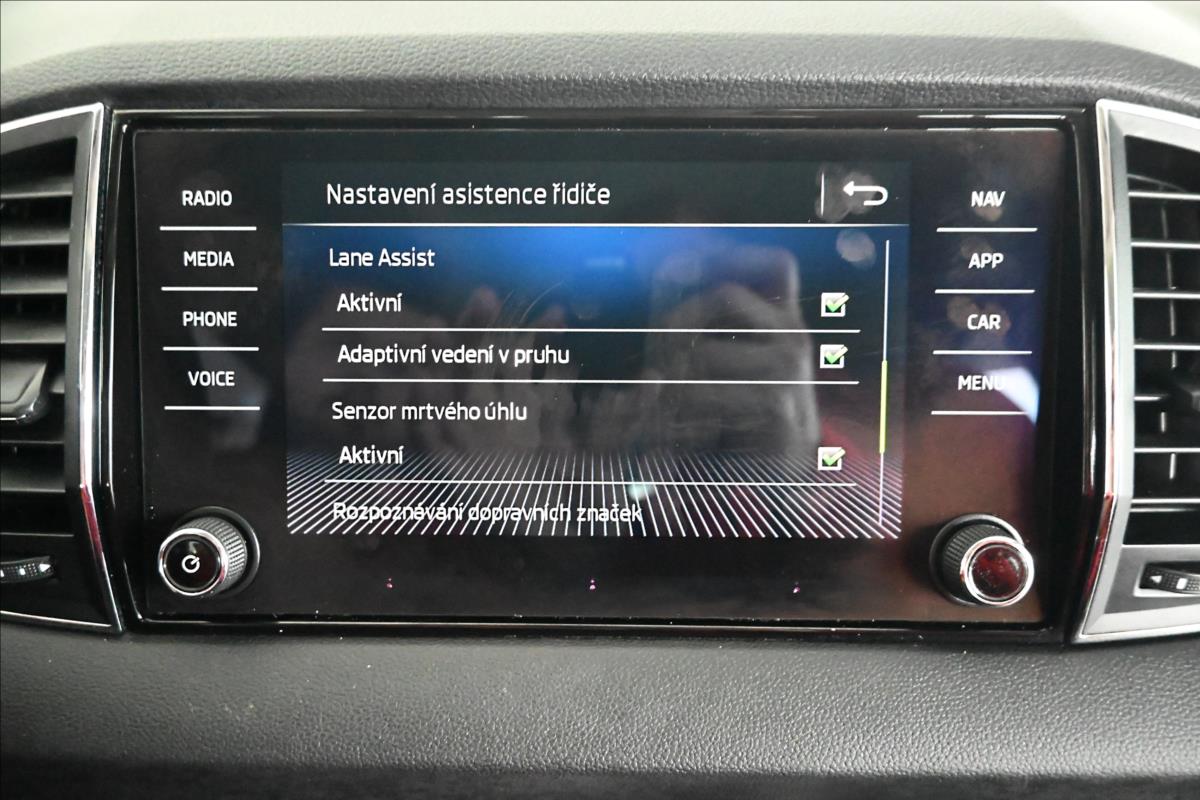 RADIO
MEDIA
PHONE
VOICE
Nastavení asistence řidiče
Lane Assist
Aktivní
Adaptivní vedení v pruhu
Senzor mrtvého úhlu
Aktivní
Rozpoznávání dopravních značek
NAV
APP
CAR
MENU